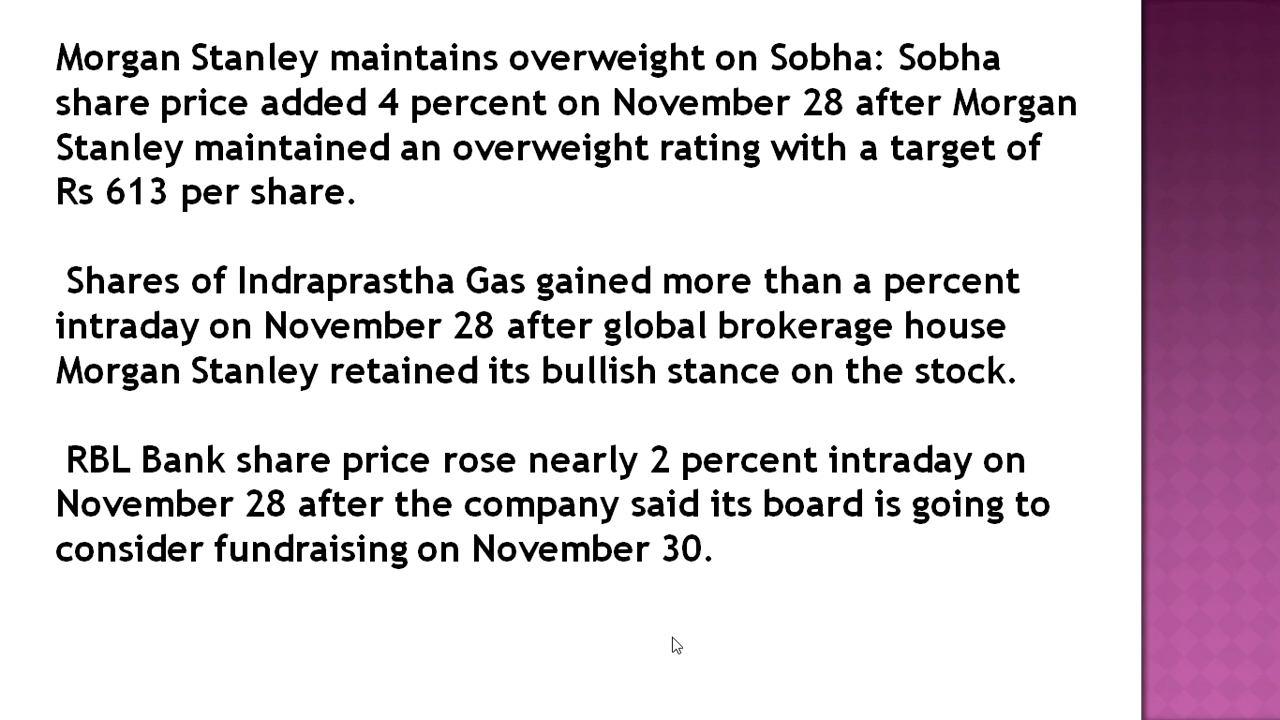 Morgan Stanley maintains overweight on Sobha: Sobha
share price added 4 percent on November 28 after Morgan
Stanley maintained an overweight rating with a target of
Rs 613 per share.
Shares of Indraprastha Gas gained more than a percent
intraday on November 28 after global brokerage house
Morgan Stanley retained its bullish stance on the stock.
RBL Bank share price rose nearly 2 percent intraday on
November 28 after the company said its board is going to
consider fundraising on November 30.